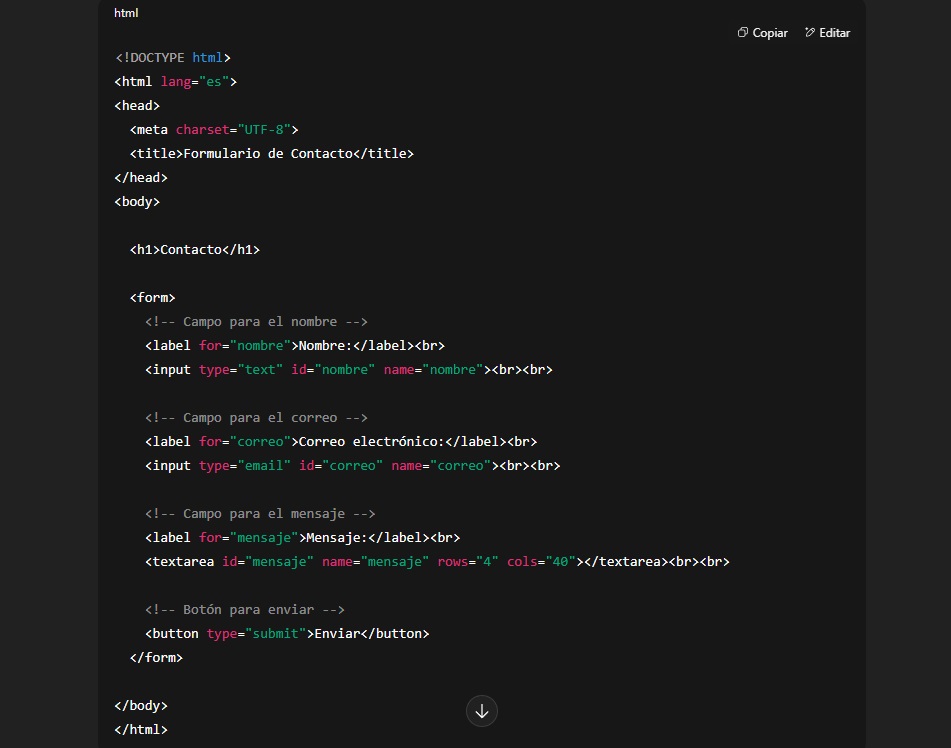 html
Copiar Editar
<!DOCTYPE html>
<html lang="es">
<head>
<meta charset="UTF-8">
<title>Formulario de Contacto</title>
</head>
<body>
<h1>Contacto</h1>
<form>
<!-- Campo para el nombre -->
<label for="nombre">Nombre:</label><br>
<input type="text" id="nombre" name="nombre"><br><br>
<!-- Campo para el correo -->
<label for="correo">Correo electrónico:</label><br>
<input type="email" id="correo" name="correo"><br><br>
<!-- Campo para el mensaje -->
<label for="mensaje">Mensaje:</label><br>
<textarea id="mensaje" name="mensaje" rows="4" cols="40"></textarea><br><br>
<!-- Botón para enviar -->
<button type="submit">Enviar</button>
</form>
</body>
</html>